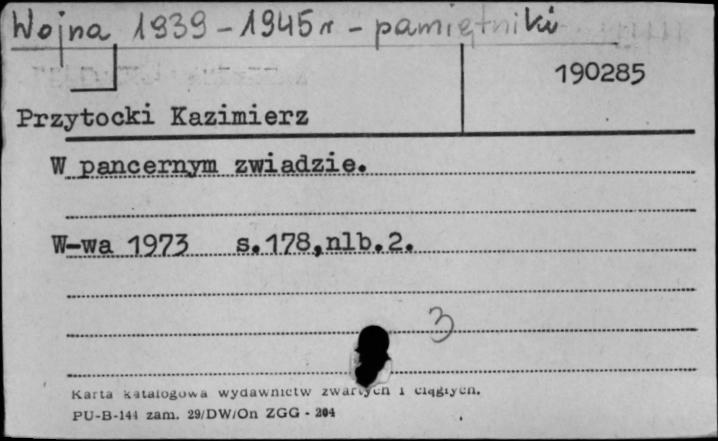 Wojna 1939 - 1945 r - pamiętniki
190285
Przytocki Kazimierz
W pancernym zwiadzie.
W-wa 1973 s.178,nlb.2.
3
Karta katalogowa wydawnictw zwartych i ciągłych.
PU-B-144 zam. 29/DW/On ZGG - 204